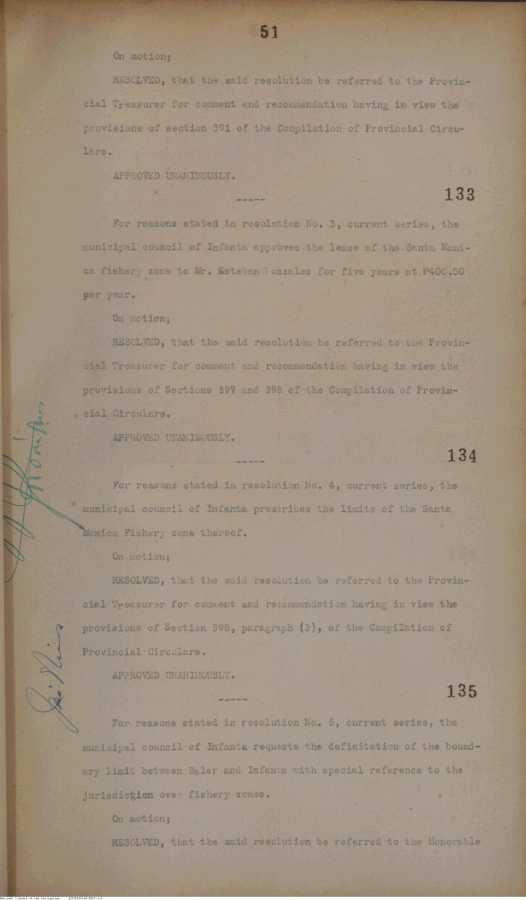 51
On motion;
RESOLVED, that the said resolution be referred to the Provin-
cial Treasurer for comment and recommendation having in view the
provisions of section 391 of the Compilation of Provincial Circu-
lars.
APPROVED UNANIMOUSLY.
-----
133
For reasons stated in resolution No. 3, current series, the
municipal council of Infanta approves the lease of the Santa Moni-
ca fishery zone to Mr. Esteban for five years at ₱400.00
per year.
On motion;
RESOLVED, that the said resolution be referred to the Provin-
cial Treasurer for comment and recommendation having in view the
provisions of Sections 397 and 398 of the Compilation of Provin-
cial Circulars.
APPROVED UNANIMOUSLY.
-----
134
For reasons stated in resolution No. 4, current series, the
municipal council of Infanta prescribes the limits of the Santa
Monica Fishery zone thereof.
On motion;
RESOLVED, that the said resolution be referred to the Provin-
cial Treasurer for comment and recommendation having in view the
provisions of Section 398, paragraph (3), of the Compilation of
Provincial Circulars.
APPROVED UNANIMOUSLY.
-----
135
For reasons stated in resolution No. 5, current series, the
municipal council of Infanta requests the definitation of the bound-
ary limit between Baler and Infanta with special reference to the
jurisdiction over fishery zones.
On motion;
RESOLVED, that the said resolution be referred to the Honorable